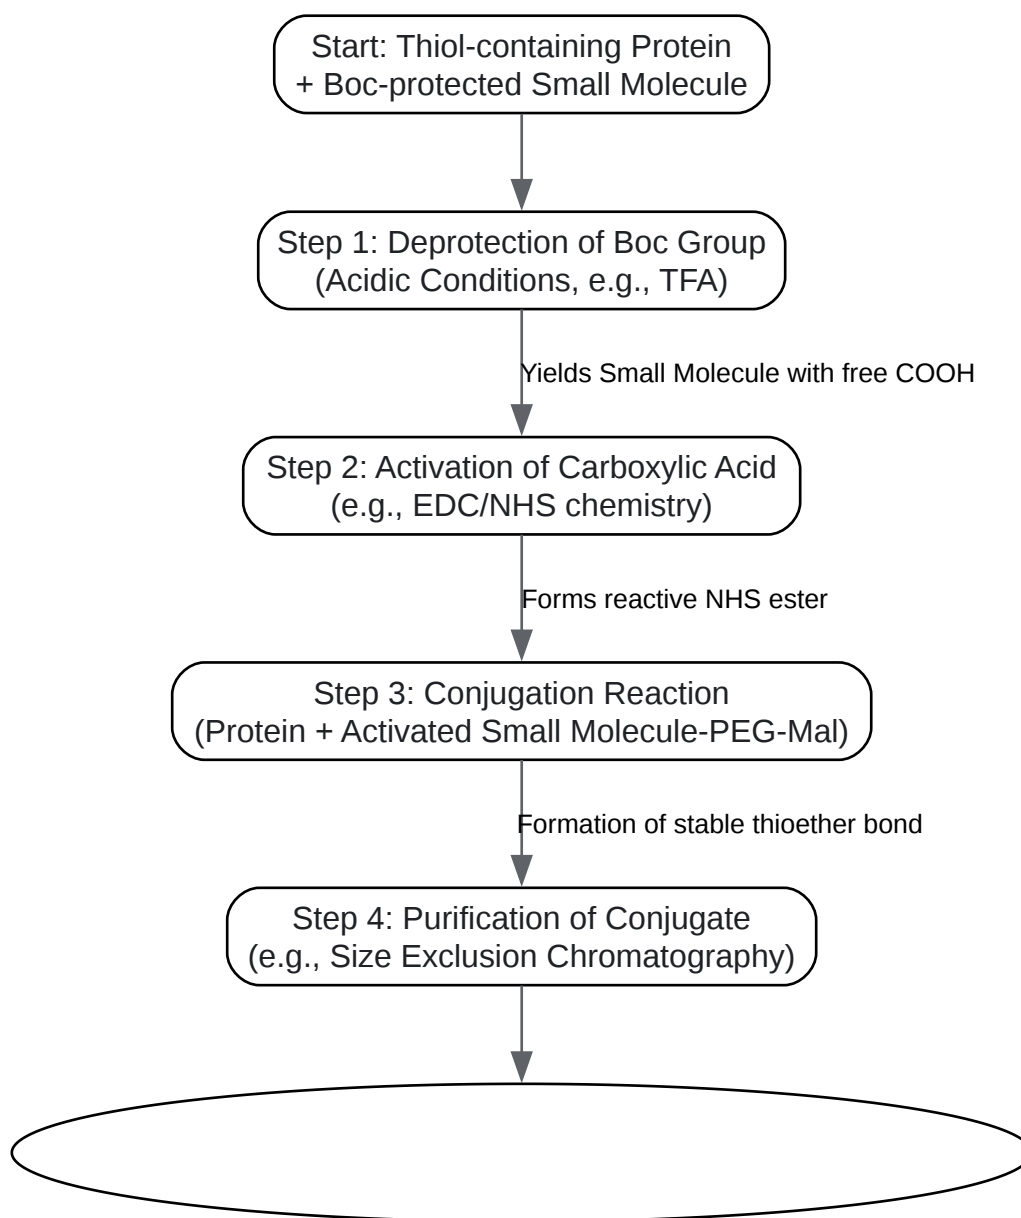 Start: Thiol-containing Protein
+ Boc-protected Small Molecule
Step 1: Deprotection of Boc Group
(Acidic Conditions, e.g., TFA)
Yields Small Molecule with free COOH
Step 2: Activation of Carboxylic Acid
(e.g., EDC/NHS chemistry)
Forms reactive NHS ester
Step 3: Conjugation Reaction
(Protein + Activated Small Molecule-PEG-Mal)
Formation of stable thioether bond
Step 4: Purification of Conjugate
(e.g., Size Exclusion Chromatography)